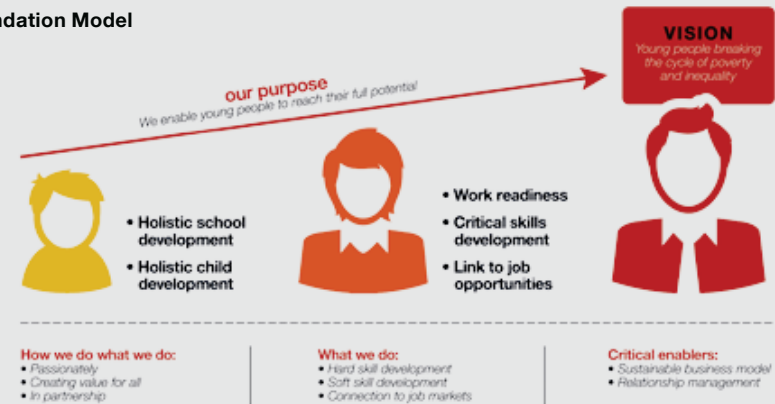 dation Model
VISION
Young people breaking
the cycle of poverty
and inequality
our purpose
We enable young people to reach their full potential
• Holistic school
development
• Holistic child
development
• Work readiness
• Critical skills
development
• Link to job
opportunities
How we do what we do:
• Passionately
• Creating value for all
• In partnership
What we do:
• Hard skill development
• Soft skill development
• Connection to job markets
Critical enablers:
• Sustainable business model
• Relationship management